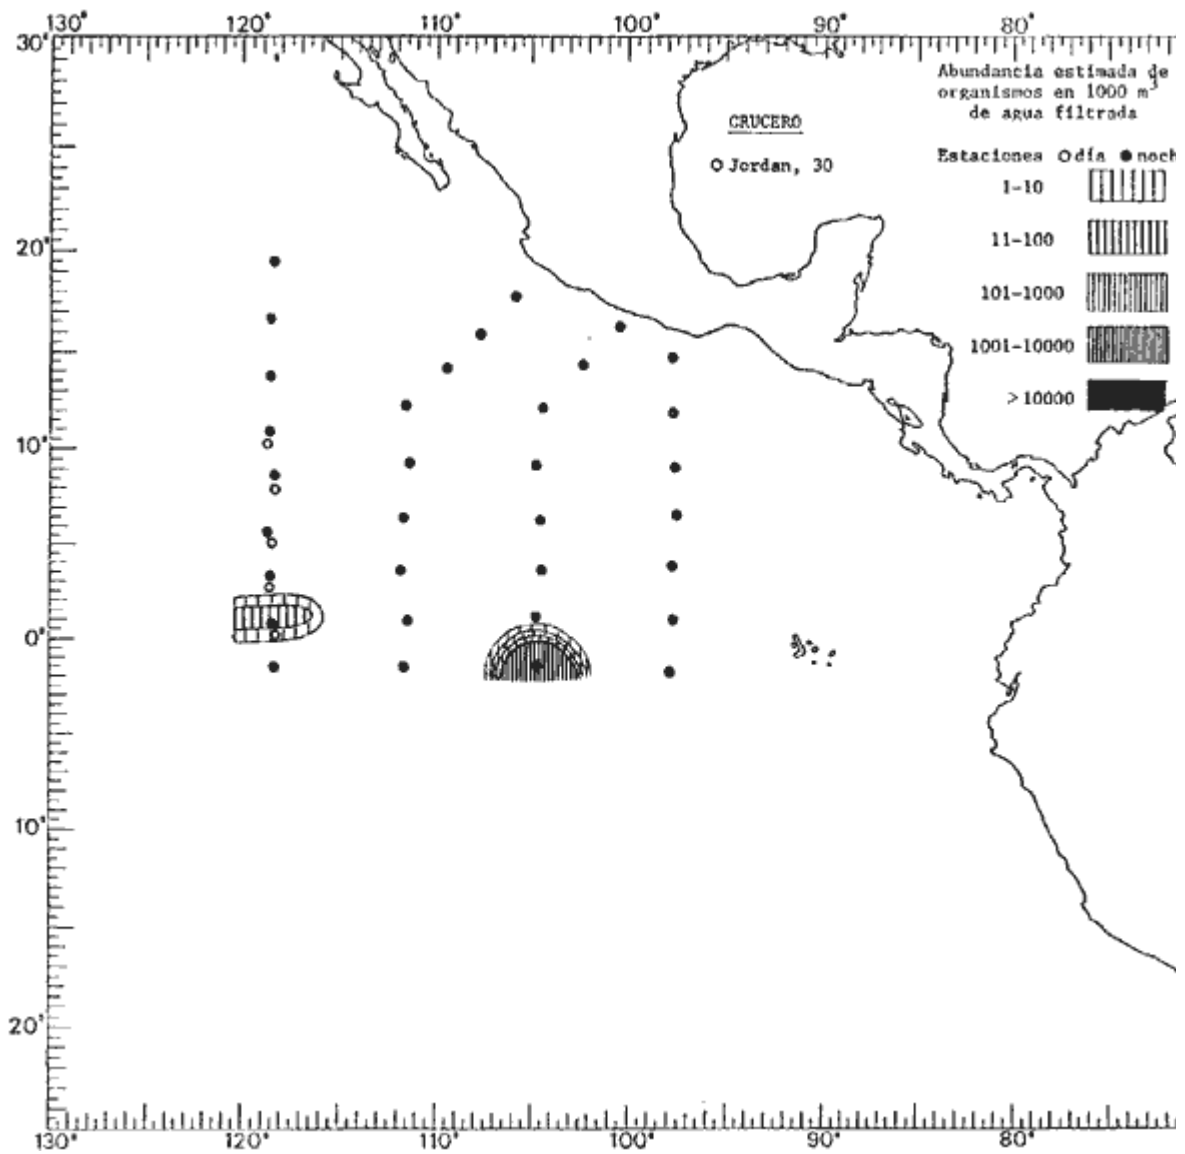 130° 120° 110° 100° 90° 80°
30°
Abundancia estimada de
organismos en 1000 m³
de agua filtrada
CRUCERO
Estaciones O día ● noch
O Jordan, 30
1-10
20°
11-100
101-1000
1001-10000
>10000
10°
0°
10°
20°
130° 120° 110° 100° 90° 80°